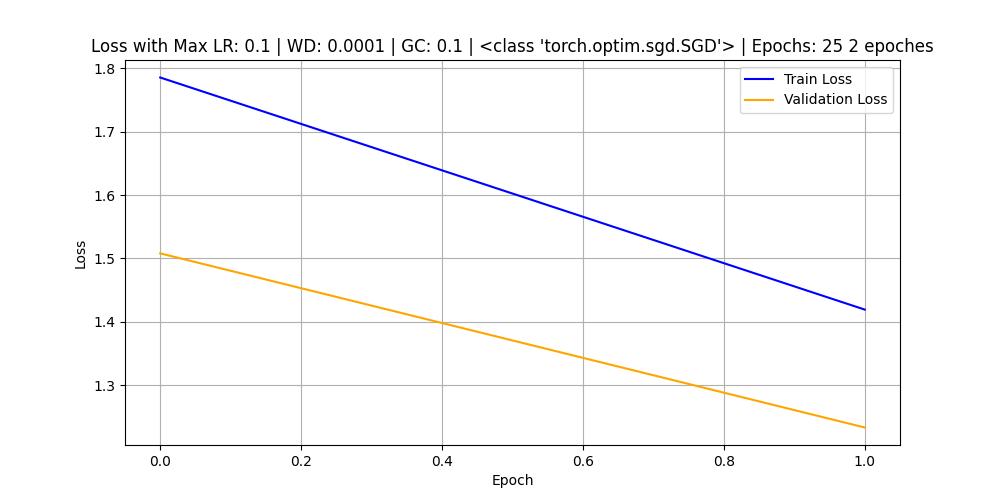 Loss with Max LR: 0.1 | WD: 0.0001 | GC: 0.1 | <class 'torch.optim.sgd.SGD'> | Epochs: 25 2 epoches
Train Loss
Validation Loss
Loss
1.8
1.7
1.6
1.5
1.4
1.3
0.0 0.2 0.4 0.6 0.8 1.0
Epoch